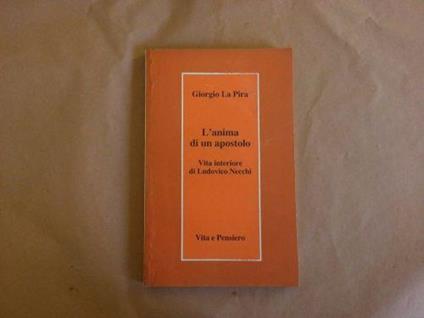 Giorgio La Pira
L'anima
di un apostolo
Vita interiore
di Ludovico Necchi
Vita e Pensiero